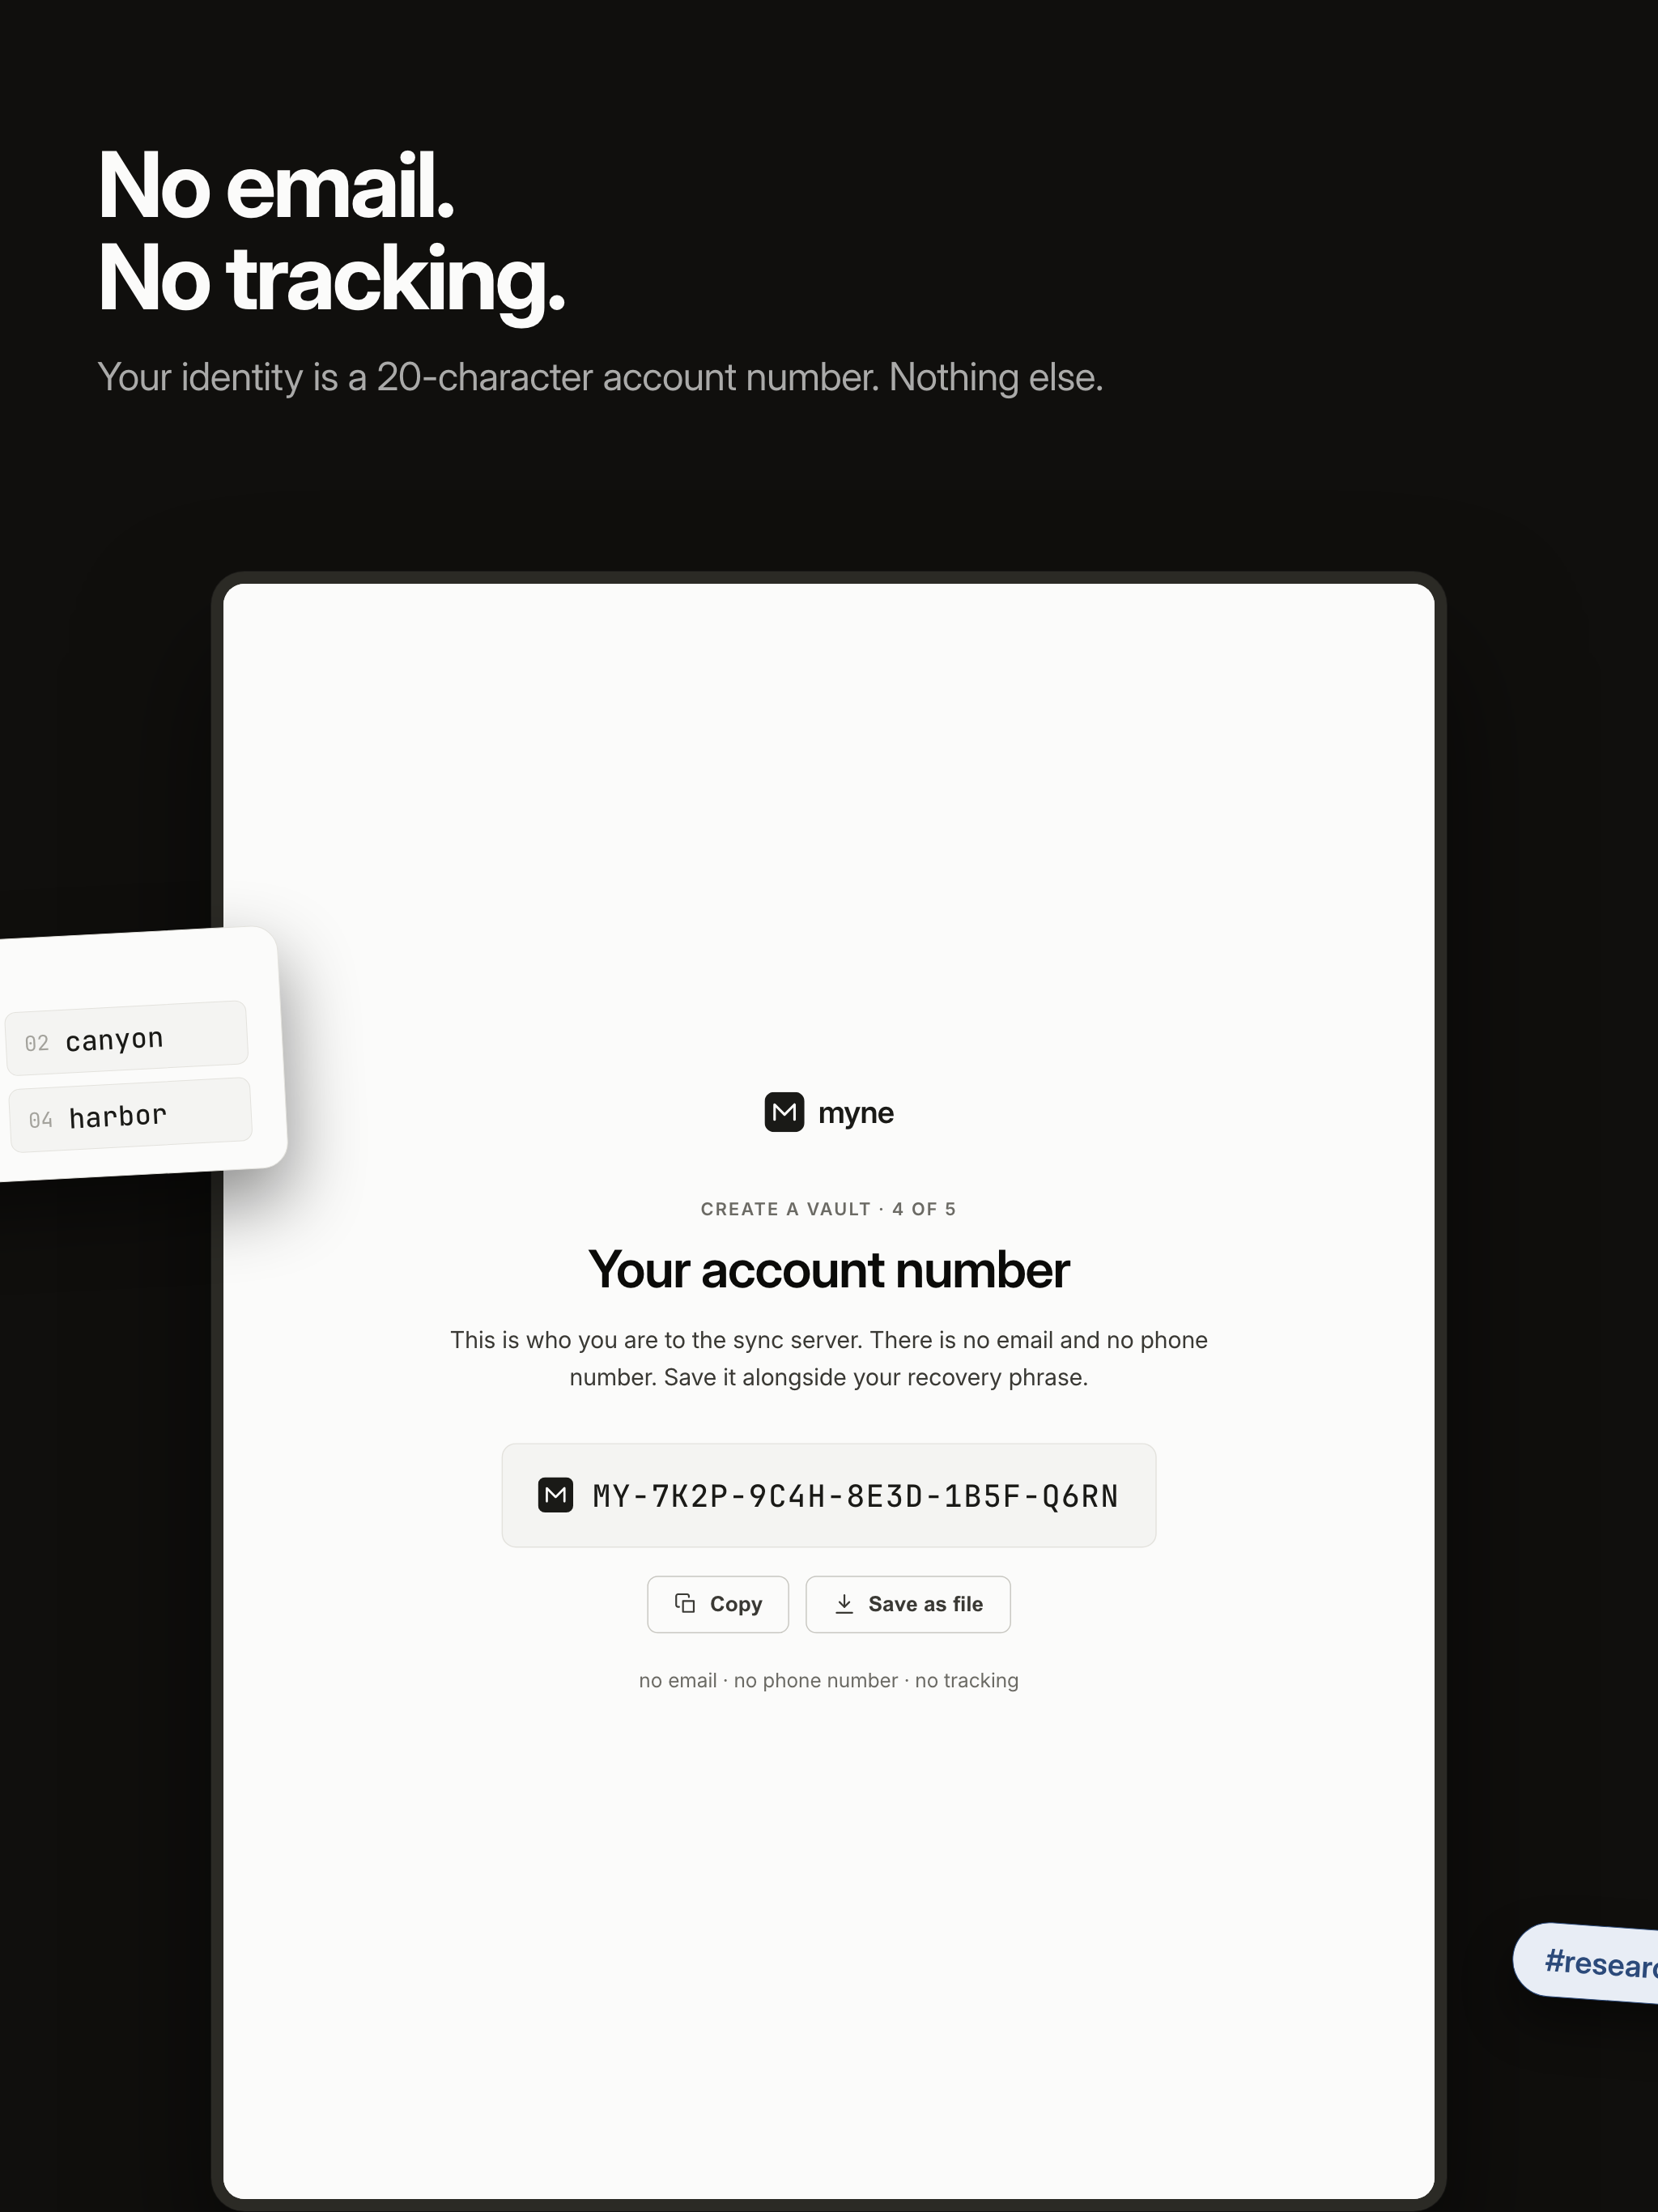 No email.
No tracking.
Your identity is a 20-character account number. Nothing else.
02 canyon
04 harbor
myne
CREATE A VAULT · 4 OF 5
Your account number
This is who you are to the sync server. There is no email and no phone
number. Save it alongside your recovery phrase.
MY-7K2P-9C4H-8E3D-1B5F-Q6RN
Copy
Save as file
no email · no phone number · no tracking